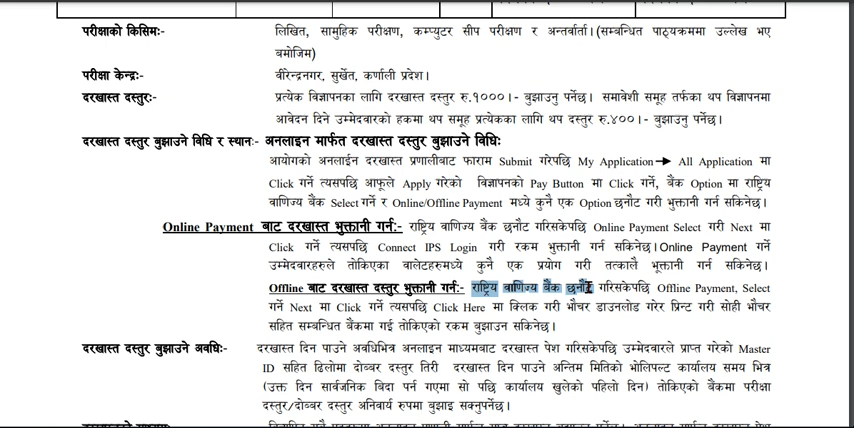 परीक्षाको किसिमः- लिखित, सामुहिक परीक्षण, कम्प्युटर सीप परीक्षण र अन्तर्वार्ता।(सम्बन्धित पाठ्यक्रममा उल्लेख भए
बमोजिम)
परीक्षा केन्द्रः- वीरेन्द्रनगर, सुर्खेत, कर्णाली प्रदेश।
दरखास्त दस्तुरः- प्रत्येक विज्ञापनका लागि दरखास्त दस्तुर रु.१०००।- बुझाउनु पर्नेछ। समावेशी समूह तर्फका थप विज्ञापनमा
आवेदन दिने उम्मेदवारको हकमा थप समूह प्रत्येकका लागि थप दस्तुर रु.४००।- बुझाउनु पर्नेछ।
दरखास्त दस्तुर बुझाउने विधि र स्थानः- अनलाइन मार्फत दरखास्त दस्तुर बुझाउने विधिः
आयोगको अनलाईन दरखास्त प्रणालीबाट फाराम Submit गरेपछि My Application→ All Application मा
Click गर्ने त्यसपछि आफूले Apply गरेको विज्ञापनको Pay Button मा Click गर्ने, बैंक Option मा राष्ट्रिय
वाणिज्य बैंक Select गर्ने र Online/Offline Payment मध्ये कुनै एक Option छनौट गरी भुक्तानी गर्न सकिनेछ।
Online Payment बाट दरखास्त भुक्तानी गर्नः- राष्ट्रिय वाणिज्य बैंक छनौट गरिसकेपछि Online Payment Select गरी Next मा
Click गर्ने त्यसपछि Connect IPS Login गरी रकम भुक्तानी गर्न सकिनेछ।Online Payment गर्ने
उम्मेदवारहरुले तोकिएका वालेटहरुमध्ये कुनै एक प्रयोग गरी तत्कालै भूक्तानी गर्न सकिनेछ।
Offline बाट दरखास्त दस्तुर भुक्तानी गर्नः- राष्ट्रिय वाणिज्य बैंक छनौट गरिसकेपछि Offline Payment, Select
गर्ने Next मा Click गर्ने त्यसपछि Click Here मा क्लिक गरी भौचर डाउनलोड गरेर प्रिन्ट गरी सोही भौचर
सहित सम्बन्धित बैंकमा गई तोकिएको रकम बुझाउन सकिनेछ।
दरखास्त दस्तुर बुझाउने अवधिः- दरखास्त दिन पाउने अवधिभित्र अनलाइन माध्यमबाट दरखास्त पेश गरिसकेपछि उम्मेदवारले प्राप्त गरेको Master
ID सहित ढिलोमा दोब्बर दस्तुर तिरी दरखास्त दिन पाउने अन्तिम मितिको भोलिपल्ट कार्यालय समय भित्र
(उक्त दिन सार्वजनिक विदा पर्न गएमा सो पछि कार्यालय खुलेको पहिलो दिन) तोकिएको बैंकमा परीक्षा
दस्तुर/दोब्बर दस्तुर अनिवार्य रुपमा बुझाइ सक्नुपर्नेछ।